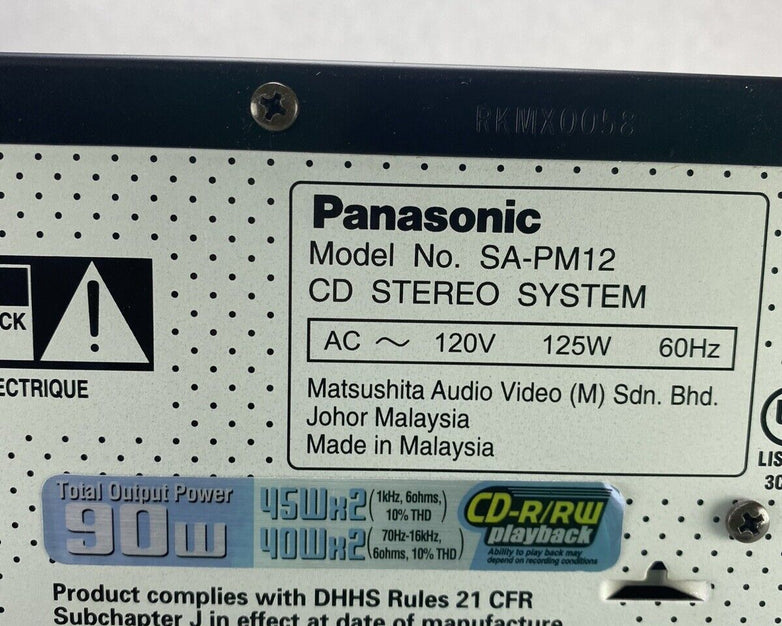 RKMX0058
Panasonic
Model No. SA-PM12
CD STEREO SYSTEM
AC ~ 120V 125W 60Hz
Matsushita Audio Video (M) Sdn. Bhd.
Johor Malaysia
Made in Malaysia
CK
ECTRIQUE
LIS
3C
Total Output Power
90W
45Wx2 (1kHz, 6ohms, 
10% THD)
40Wx2 (70Hz-16kHz,
6ohms, 10% THD)
CD-R/RW
playback
Ability to play back may
depend on recording conditions
Product complies with DHHS Rules 21 CFR
Subchapter J in effect at date of manufacture